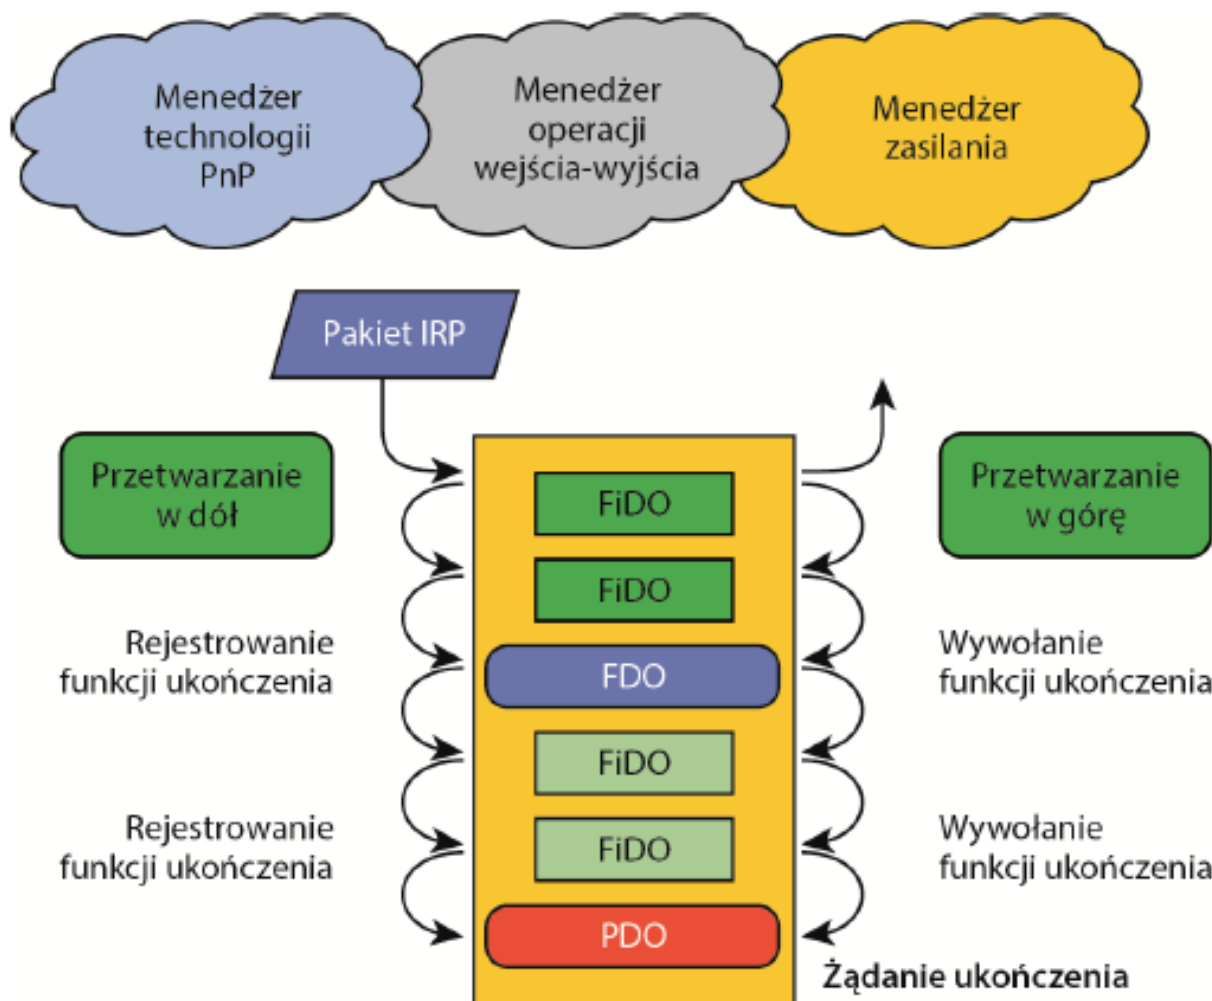 Menedżer
technologii
PnP
Menedżer
operacji
wejścia-wyjścia
Menedżer
zasilania
Pakiet IRP
Przetwarzanie
w dół
Przetwarzanie
w górę
FiDO
FiDO
Rejestrowanie
funkcji ukończenia
FDO
Wywołanie
funkcji ukończenia
FiDO
Rejestrowanie
funkcji ukończenia
FiDO
Wywołanie
funkcji ukończenia
PDO
Żądanie ukończenia